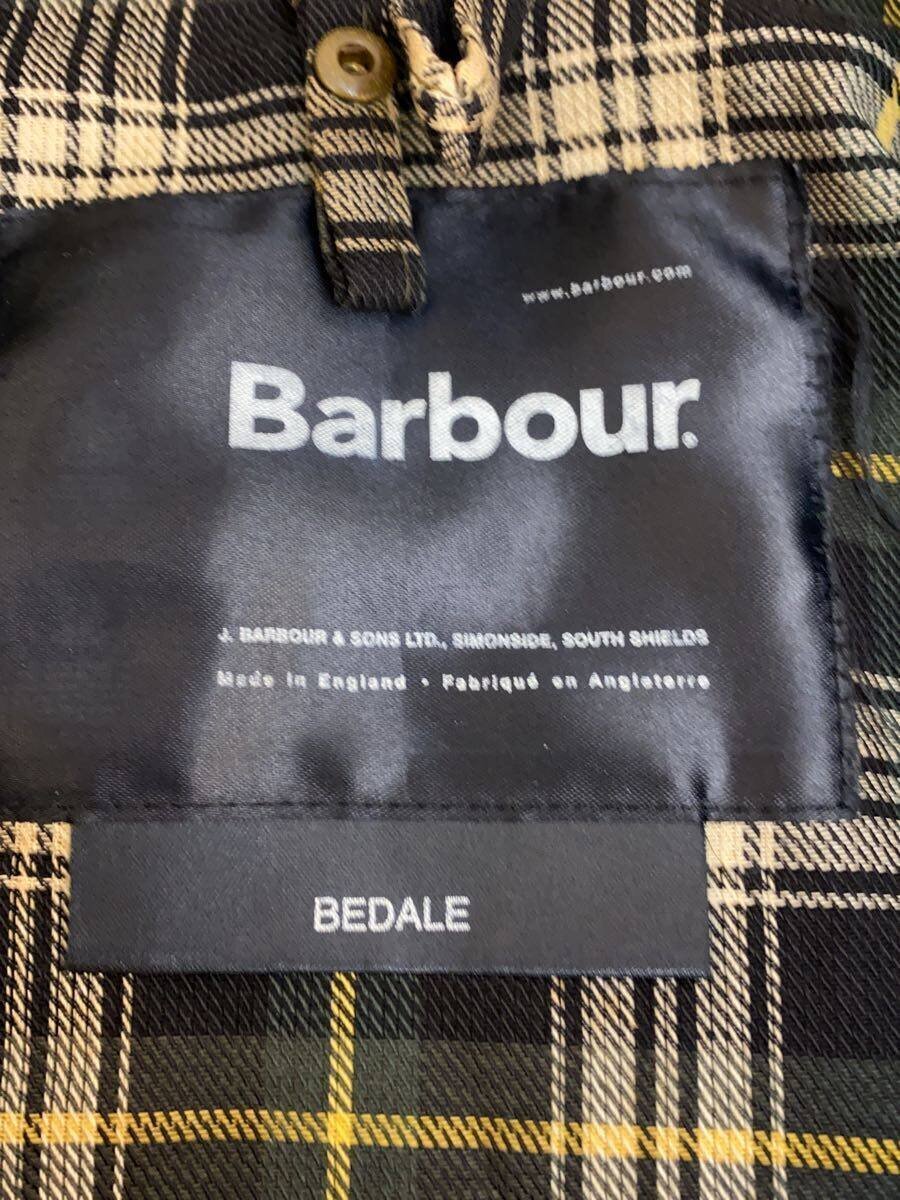 www.barbour.com
Barbour.
J. BARBOUR & SONS LTD., SIMONSIDE, SOUTH SHIELDS
Made in England • Fabriqué en Angleterre
BEDALE